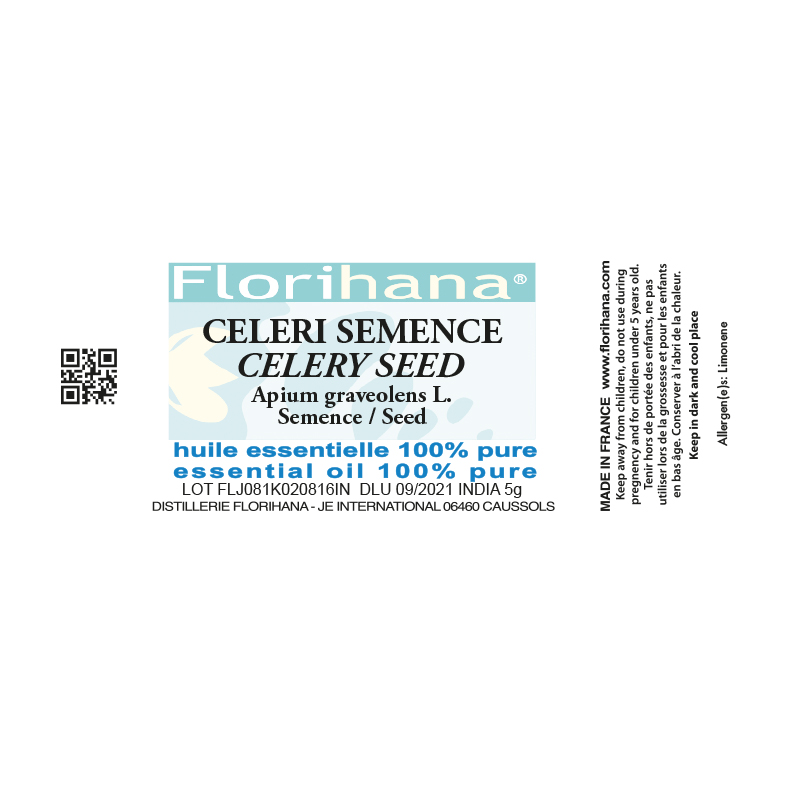 Florihana®
CELERI SEMENCE
CELERY SEED
Apium graveolens L.
Semence / Seed
huile essentielle 100% pure
essential oil 100% pure
LOT FLJ081K020816IN DLU 09/2021 INDIA 5g
DISTILLERIE FLORIHANA - JE INTERNATIONAL 06460 CAUSSOLS
MADE IN FRANCE www.florihana.com
Keep away from children, do not use during
pregnency and for children under 5 years old.
Tenir hors de portée des enfants, ne pas
utiliser lors de la grossesse et pour les enfants
en bas âge. Conserver à l'abri de la chaleur.
Keep in dark and cool place
Allergen(e)s: Limonene